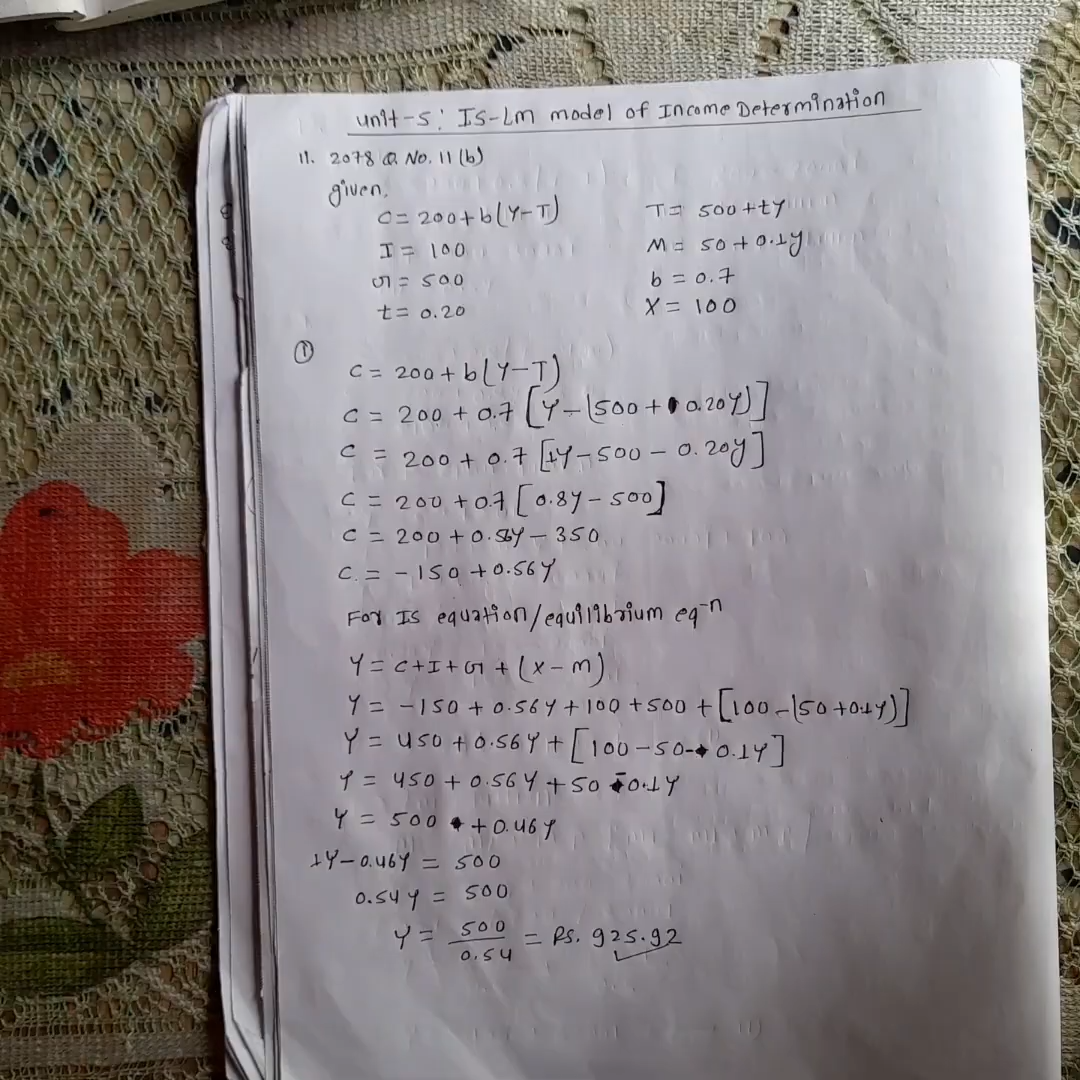 unit-5: IS-LM model of Income Determination
11. 2078 Q No. 11 (b)
given,
C = 200 + b(Y-T)
T = 500 + tY
I = 100
M = 50 + 0.1y
G = 500
b = 0.7
t = 0.20
X = 100
①
C = 200 + b(Y-T)
C = 200 + 0.7 [Y-(500 + 0.20Y)]
C = 200 + 0.7 [1Y-500 - 0.20y]
C = 200 + 0.7 [0.8Y - 500]
C = 200 + 0.56Y - 350
C. = -150 + 0.56Y
For IS equation/equilibrium eq-n
Y = C+I+G + (X-M)
Y = -150 + 0.56Y + 100 + 500 + [100 - (50 + 0.1Y)]
Y = 450 + 0.56Y + [100 - 50 - 0.1Y]
Y = 450 + 0.56Y + 50 - 0.1Y
Y = 500 + 0.46Y
1Y - 0.46Y = 500
0.54Y = 500
Y = 500/0.54 = Rs. 925.92